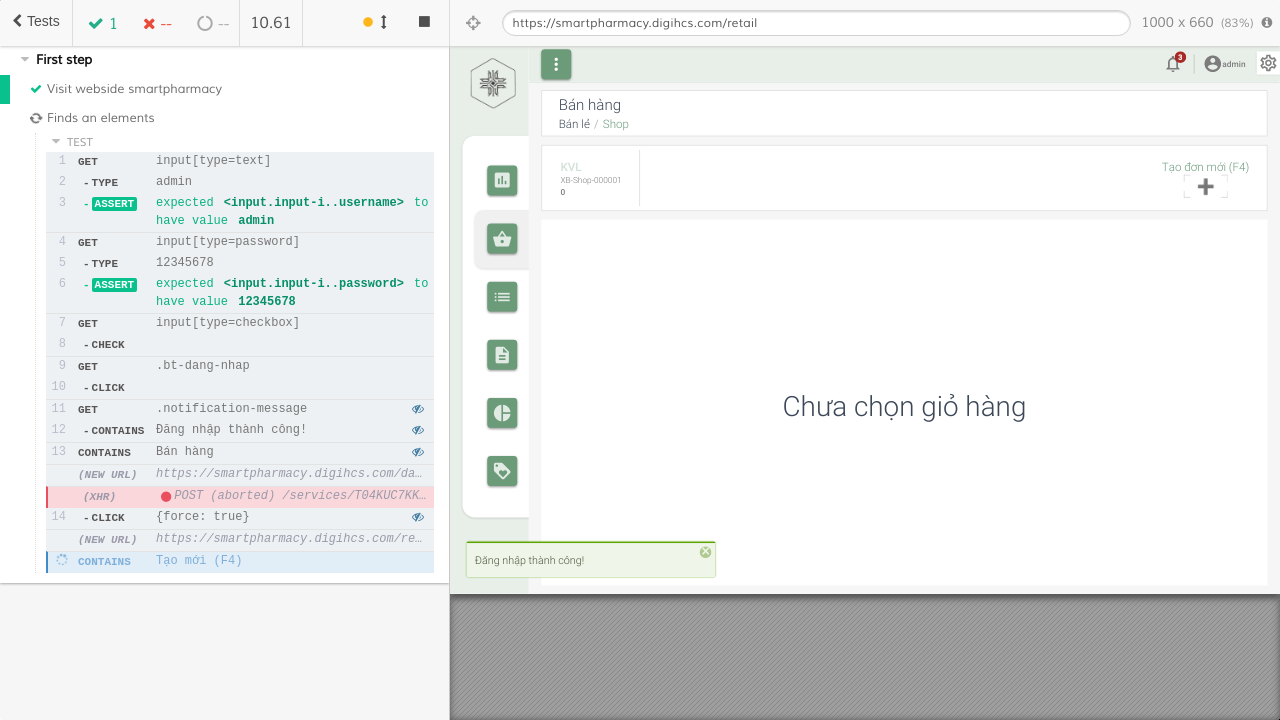 Tests
1
--
--
10.61
https://smartpharmacy.digihcs.com/retail
1000 x 660 (83%)
First step
Visit webside smartpharmacy
Finds an elements
TEST
1 GET input[type=text]
2 - TYPE admin
3 - ASSERT expected <input.input-i..username> to
have value admin
4 GET input[type=password]
5 - TYPE 12345678
6 - ASSERT expected <input.input-i..password> to
have value 12345678
7 GET input[type=checkbox]
8 - CHECK
9 GET .bt-dang-nhap
10 - CLICK
11 GET .notification-message
12 - CONTAINS Đăng nhập thành công!
13 CONTAINS Bán hàng
(NEW URL) https://smartpharmacy.digihcs.com/da…
(XHR) POST (aborted) /services/T04KUC7KK…
14 - CLICK {force: true}
(NEW URL) https://smartpharmacy.digihcs.com/re…
CONTAINS Tạo mới (F4)
3
admin
Bán hàng
Bán lẻ / Shop
KVL
XB-Shop-000001
0
Tạo đơn mới (F4)
Chưa chọn giỏ hàng
Đăng nhập thành công!